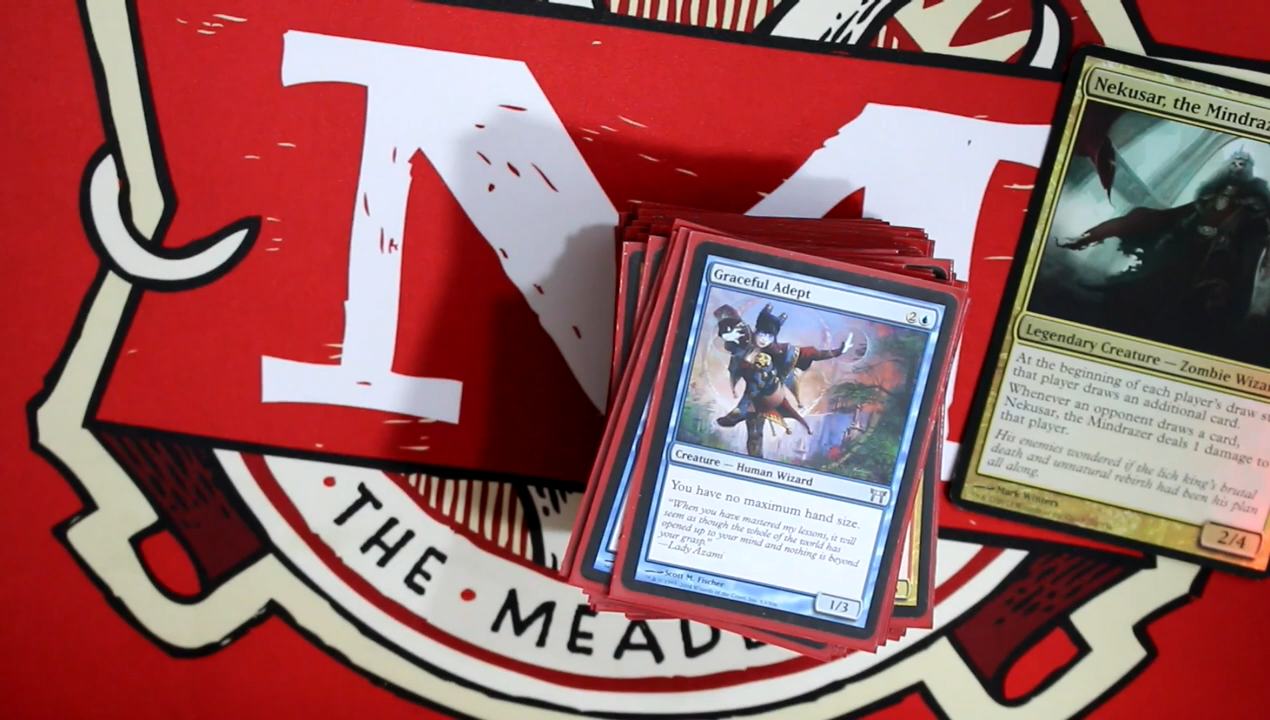 M
Nekusar, the Mindraz
Legendary Creature — Zombie Wiza
At the beginning of each player's draw s
that player draws an additional card.
Whenever an opponent draws a card,
Nekusar, the Mindrazer deals 1 damage to
that player.
His enemies wondered if the lich king's brutal
death and unnatural rebirth had been his plan
all along.
Mark Winters
2/4
Graceful Adept
2
Creature — Human Wizard
You have no maximum hand size.
"When you have mastered my lessons, it will
seem as though the whole of the world has
opened up to your mind and nothing is beyond
your grasp."
—Lady Azami
Scott M. Fischer
1/3
• THE • MEAD